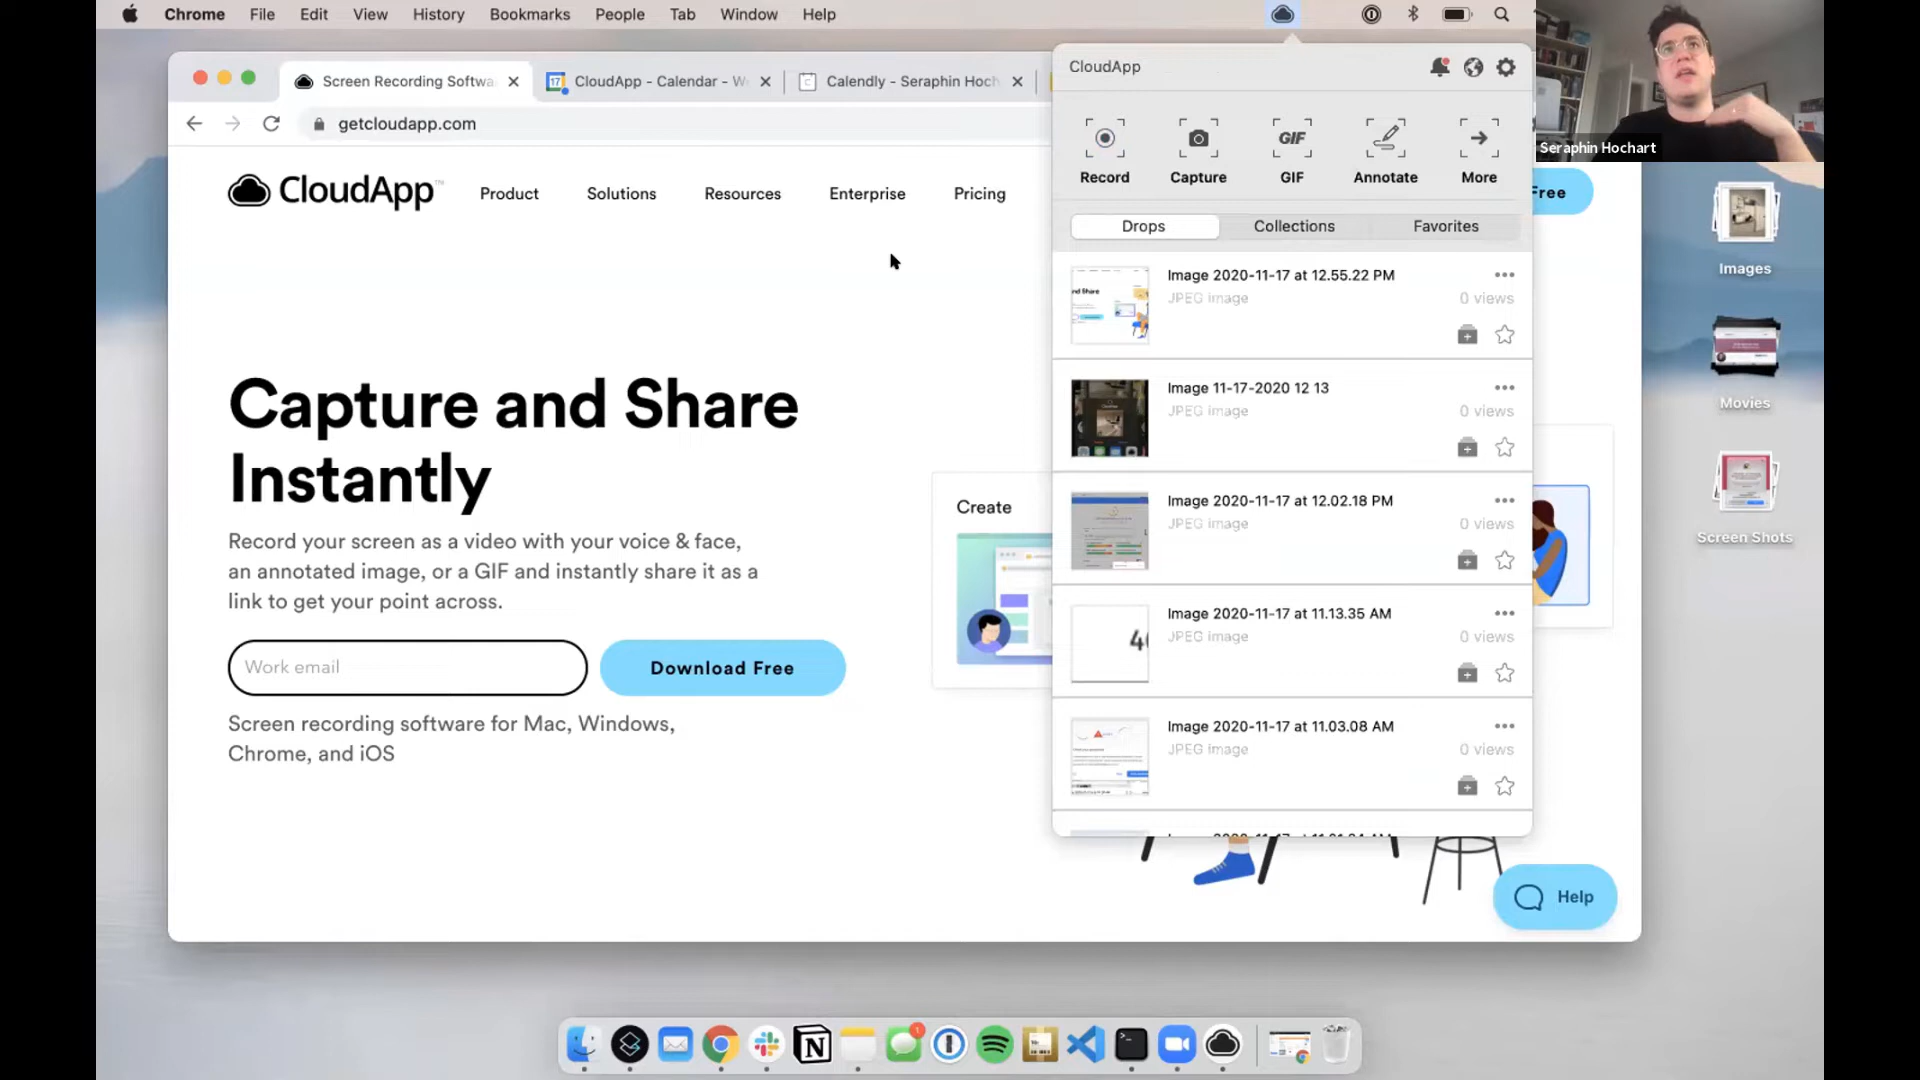 Chrome File Edit View History Bookmarks People Tab Window Help
Screen Recording Softwa
17
CloudApp - Calendar - W
Calendly - Seraphin Hoch
CloudApp
Seraphin Hochart
getcloudapp.com
GIF
Record Capture GIF Annotate More
CloudApp™
Product Solutions Resources Enterprise Pricing
Free
Drops Collections Favorites
Images
Image 2020-11-17 at 12.55.22 PM
JPEG image
0 views
and Share
Movies
Image 11-17-2020 12 13
JPEG image
0 views
Capture and Share
Instantly
Image 2020-11-17 at 12.02.18 PM
JPEG image
0 views
Create
Screen Shots
Record your screen as a video with your voice & face,
an annotated image, or a GIF and instantly share it as a
link to get your point across.
Image 2020-11-17 at 11.13.35 AM
JPEG image
0 views
Work email
Download Free
Screen recording software for Mac, Windows,
Chrome, and iOS
Image 2020-11-17 at 11.03.08 AM
JPEG image
0 views
Help
1